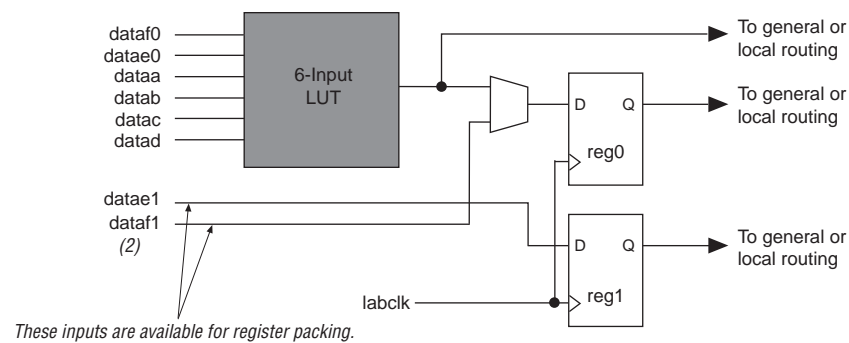 dataf0
datae0
dataa
datab
datac
datad
6-Input
LUT
To general or
local routing
D Q
reg0
To general or
local routing
datae1
dataf1
(2)
D Q
reg1
To general or
local routing
labclk
These inputs are available for register packing.